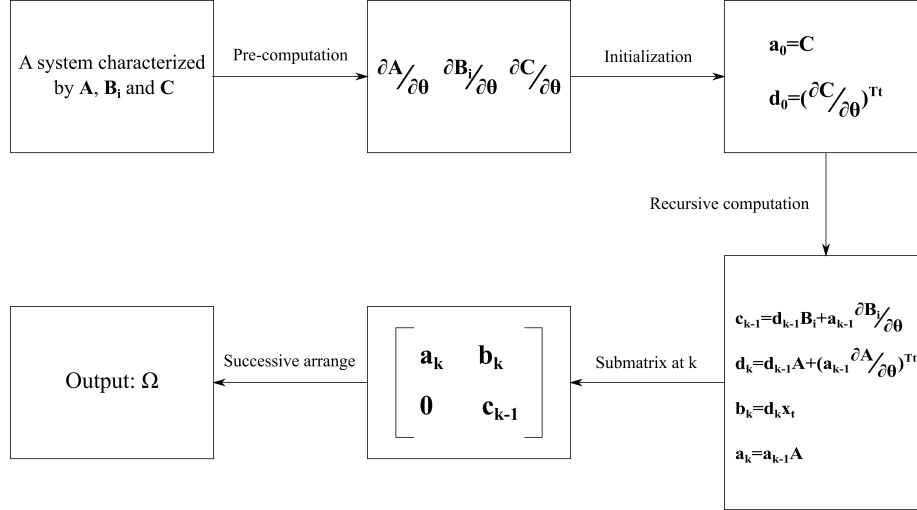 A system characterized
by A, Bi and C
Pre-computation
∂A/∂θ ∂Bi/∂θ ∂C/∂θ
Initialization
a0=C
d0=(∂C/∂θ)Tt
Recursive computation
ck-1=dk-1Bi+ak-1∂Bi/∂θ
dk=dk-1A+(ak-1∂A/∂θ)Tt
bk=dkxt
ak=ak-1A
Submatrix at k
ak bk
0 ck-1
Successive arrange
Output: Ω